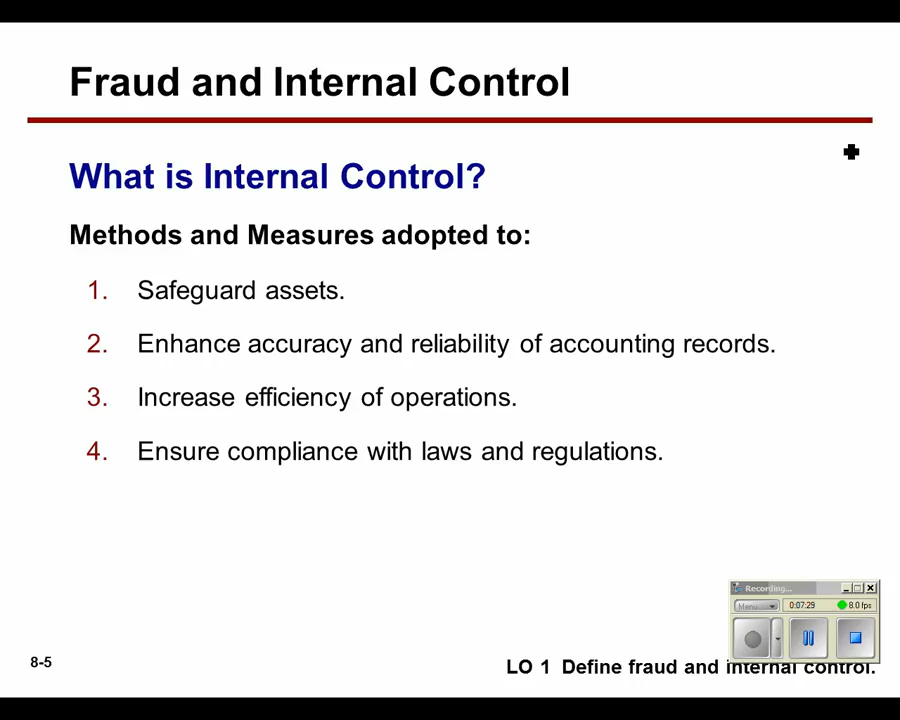 Fraud and Internal Control
What is Internal Control?
Methods and Measures adopted to:
1. Safeguard assets.
2. Enhance accuracy and reliability of accounting records.
3. Increase efficiency of operations.
4. Ensure compliance with laws and regulations.
Recording...
Menu 0:07:29 8.0 fps
8-5
LO 1 Define fraud and internal control.